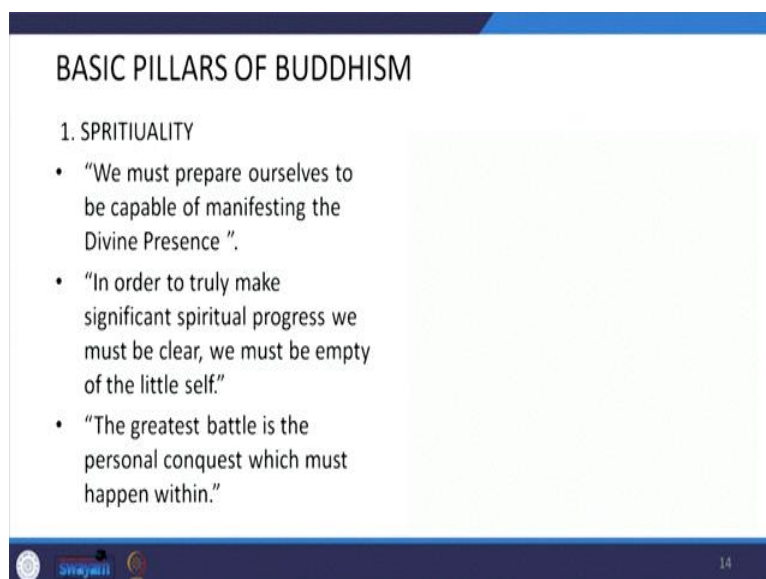 BASIC PILLARS OF BUDDHISM
1. SPRITIUALITY
• “We must prepare ourselves to
be capable of manifesting the
Divine Presence ”.
• “In order to truly make
significant spiritual progress we
must be clear, we must be empty
of the little self.”
• “The greatest battle is the
personal conquest which must
happen within.”
swayam
14